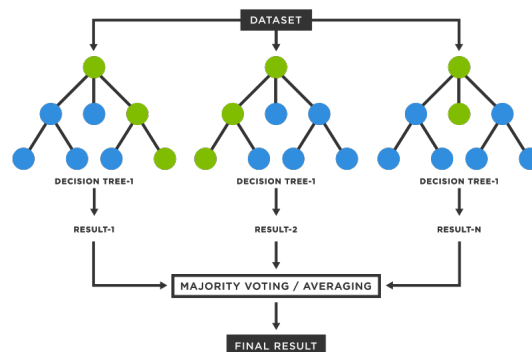 DATASET
DECISION TREE-1
DECISION TREE-1
DECISION TREE-1
RESULT-1
RESULT-2
RESULT-N
MAJORITY VOTING / AVERAGING
FINAL RESULT